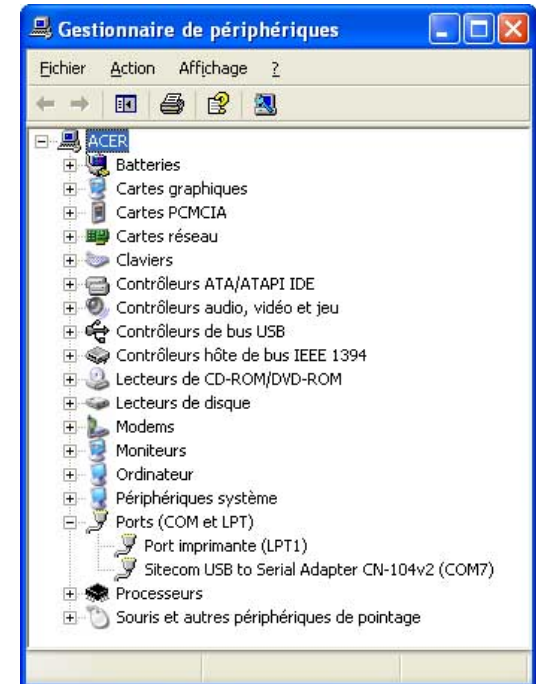 Gestionnaire de périphériques
Fichier Action Affichage ?
ACER
Batteries
Cartes graphiques
Cartes PCMCIA
Cartes réseau
Claviers
Contrôleurs ATA/ATAPI IDE
Contrôleurs audio, vidéo et jeu
Contrôleurs de bus USB
Contrôleurs hôte de bus IEEE 1394
Lecteurs de CD-ROM/DVD-ROM
Lecteurs de disque
Modems
Moniteurs
Ordinateur
Périphériques système
Ports (COM et LPT)
Port imprimante (LPT1)
Sitecom USB to Serial Adapter CN-104v2 (COM7)
Processeurs
Souris et autres périphériques de pointage